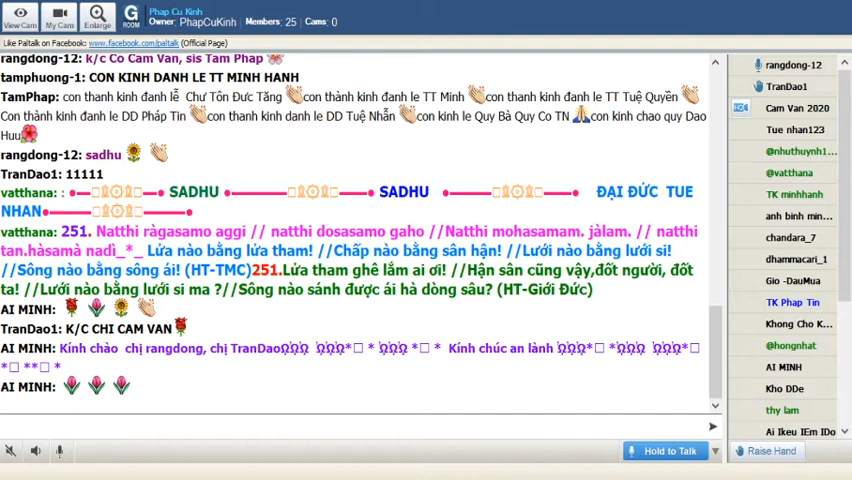 Phap Cu Kinh
Owner: PhapCuKinh Members: 25 Cams: 0
View Cam
My Cam
Enlarge
G
ROOM
Like Paltalk on Facebook: www.facebook.com/paltalk (Official Page)
rangdong-12: k/c Co Cam Van, sis Tam Phap
tamphuong-1: CON KINH DANH LE TT MINH HANH
TamPhap: con thanh kinh đanh lễ Chư Tôn Đưc Tăng con thành kinh đanh le TT Minh con thanh kinh đanh le TT Tuệ Quyền
Con thành kinh đanh le DD Pháp Tin con thanh kinh danh le DD Tuệ Nhẫn con kinh le Quy Bà Quy Co TN con kinh chao quy Dao
Huu
rangdong-12: sadhu
TranDao1: 11111
vatthana: : SADHU SADHU ĐẠI ĐỨC TUE
NHAN
vatthana: 251. Natthi ràgasamo aggi // natthi dosasamo gaho //Natthi mohasamam. jàlam. // natthi
tan.hàsamà nadì_*_ Lửa nào bằng lửa tham! //Chấp nào bằng sân hận! //Lưới nào bằng lưới si!
//Sông nào bằng sông ái! (HT-TMC)251.Lửa tham ghê lắm ai ơi! //Hận sân cũng vậy,đốt người, đốt
ta! //Lưới nào bằng lưới si ma ?//Sông nào sánh được ái hà dòng sâu? (HT-Giới Đức)
AI MINH:
TranDao1: K/C CHI CAM VAN
AI MINH: Kính chào chị rangdong, chị TranDao * * * * Kính chúc an lành * * *
* ** *
AI MINH:
Hold to Talk
rangdong-12
TranDao1
Cam Van 2020
Tue nhan123
@nhuthuynh1...
@vatthana
TK minhhanh
anh binh min...
chandara_7
dhammacari_1
Gio -DauMua
TK Phap Tin
Khong Cho K...
@hongnhat
AI MINH
Kho DDe
thy lam
Ai Ikeu IEm IDo
Raise Hand